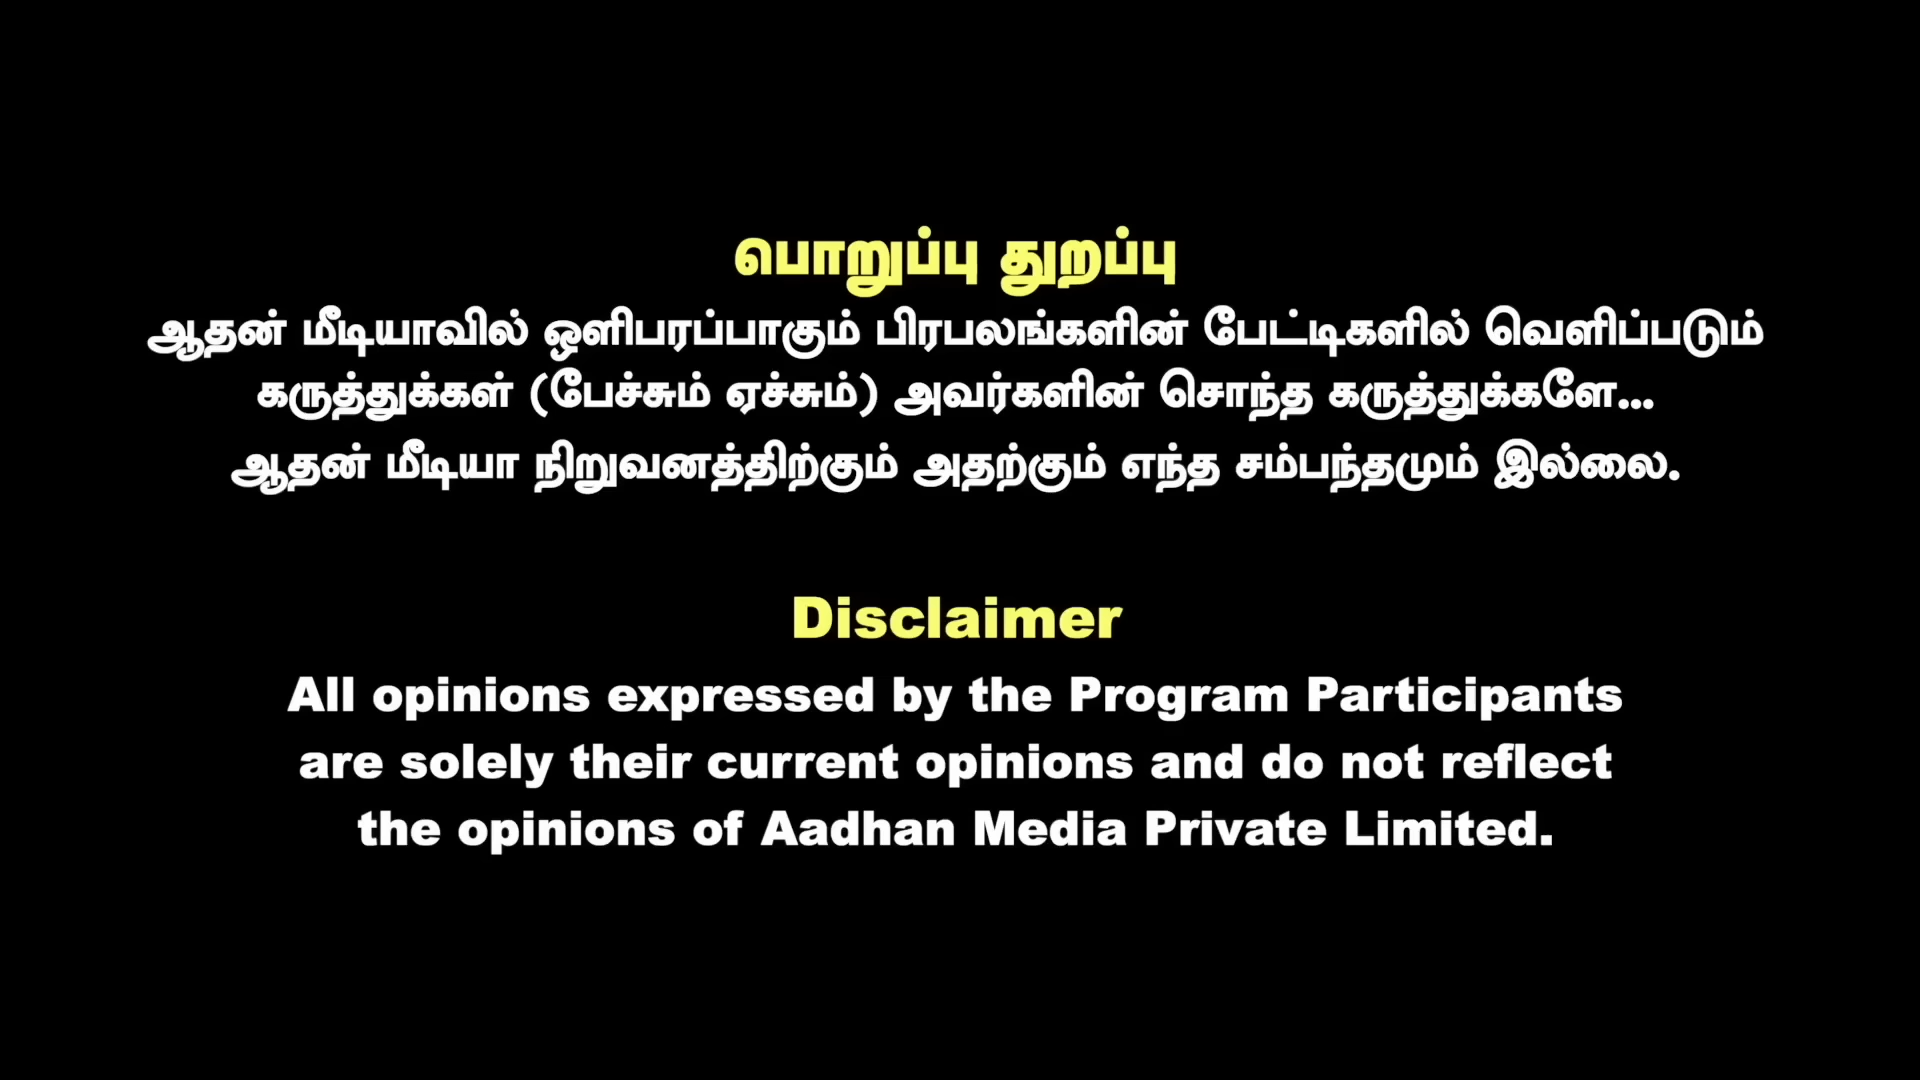 பொறுப்பு துறப்பு
ஆதன் மீடியாவில் ஒளிபரப்பாகும் பிரபலங்களின் பேட்டிகளில் வெளிப்படும்
கருத்துக்கள் (பேச்சும் ஏச்சும்) அவர்களின் சொந்த கருத்துக்களே...
ஆதன் மீடியா நிறுவனத்திற்கும் அதற்கும் எந்த சம்பந்தமும் இல்லை.
Disclaimer
All opinions expressed by the Program Participants
are solely their current opinions and do not reflect
the opinions of Aadhan Media Private Limited.